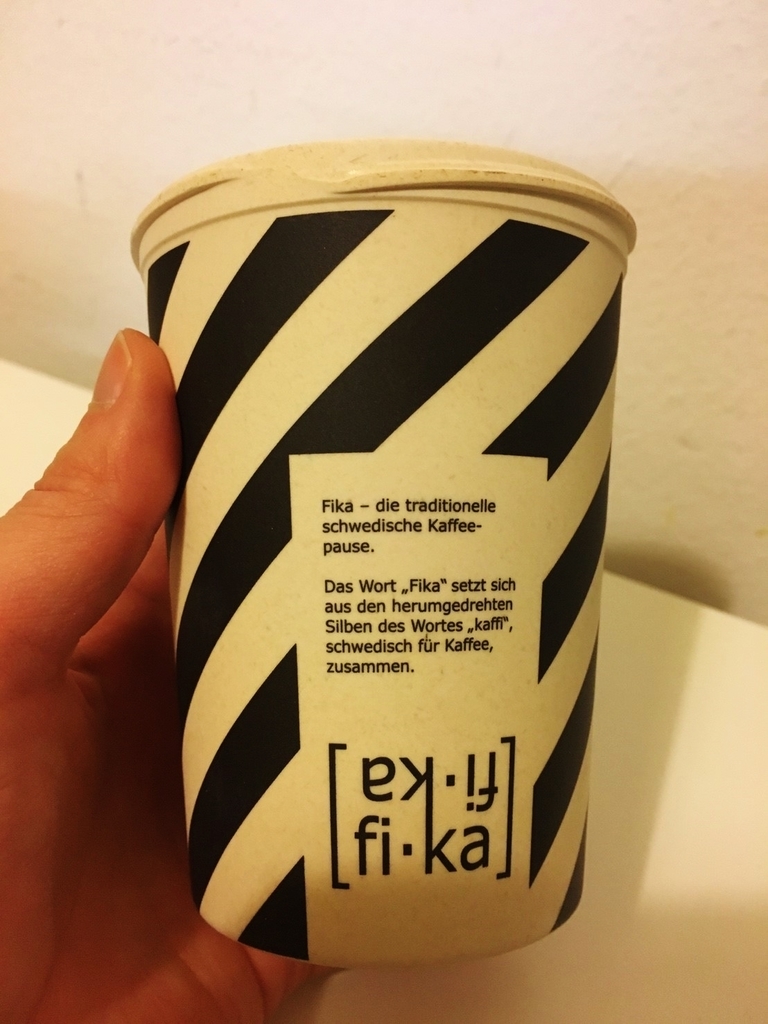 Fika – die traditionelle
schwedische Kaffee-
pause.
Das Wort „Fika“ setzt sich
aus den herumgedrehten
Silben des Wortes „kaffi“,
schwedisch für Kaffee,
zusammen.
[fi·ka
fi·ka]